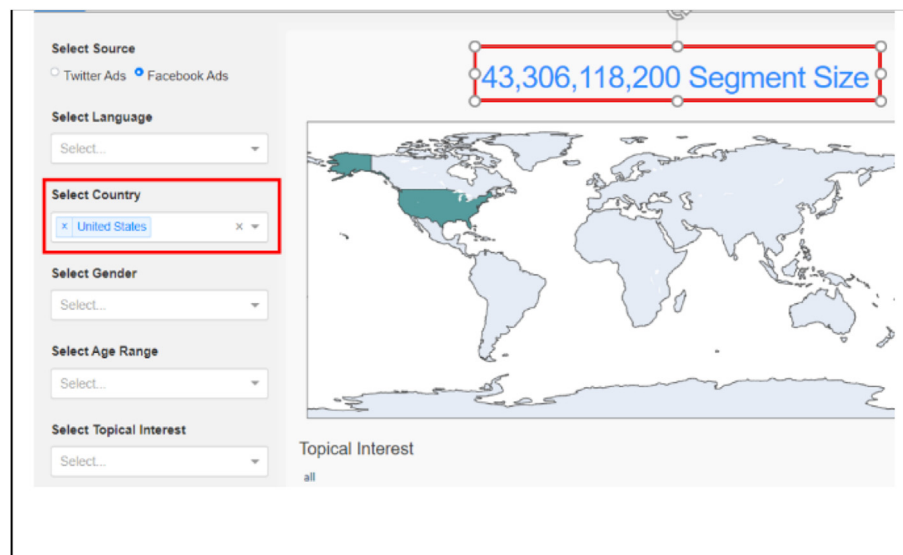 Select Source
Twitter Ads Facebook Ads
43,306,118,200 Segment Size
Select Language
Select...
Select Country
x United States
Select Gender
Select...
Select Age Range
Select...
Select Topical Interest
Select...
Topical Interest
all